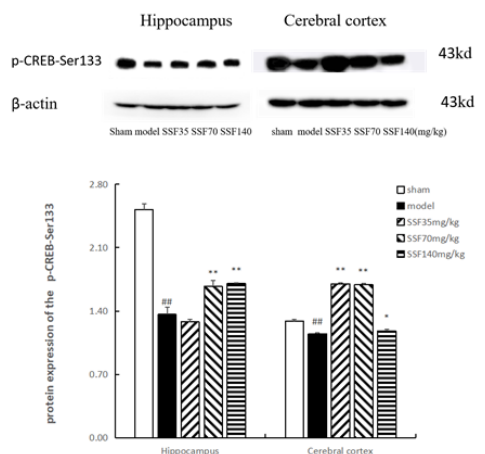 Hippocampus Cerebral cortex
p-CREB-Ser133 43kd
β-actin 43kd
Sham model SSF35 SSF70 SSF140 sham model SSF35 SSF70 SSF140(mg/kg)
protein expression of the p-CREB-Ser133
2.80
2.10
1.40
0.70
0.00
sham
model
SSF35mg/kg
SSF70mg/kg
SSF140mg/kg
## ** **
## ** ** *
Hippocampus Cerebral cortex